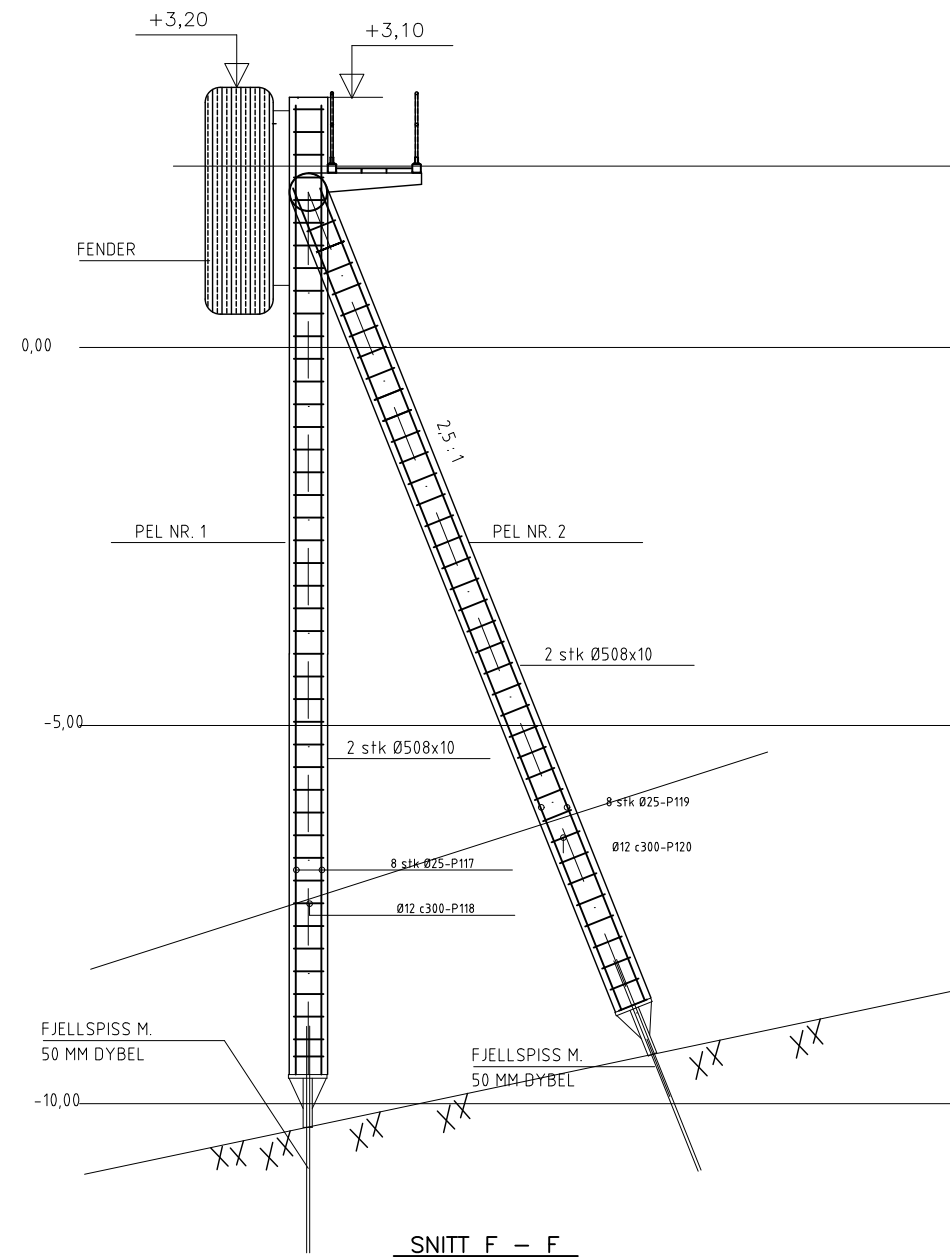 +3,20
+3,10
FENDER
0,00
2,5 : 1
PEL NR. 1
PEL NR. 2
2 stk Ø508x10
-5,00
2 stk Ø508x10
8 stk Ø25-P119
Ø12 c300-P120
8 stk Ø25-P117
Ø12 c300-P118
FJELLSPISS M.
50 MM DYBEL
FJELLSPISS M.
50 MM DYBEL
-10,00
SNITT F - F